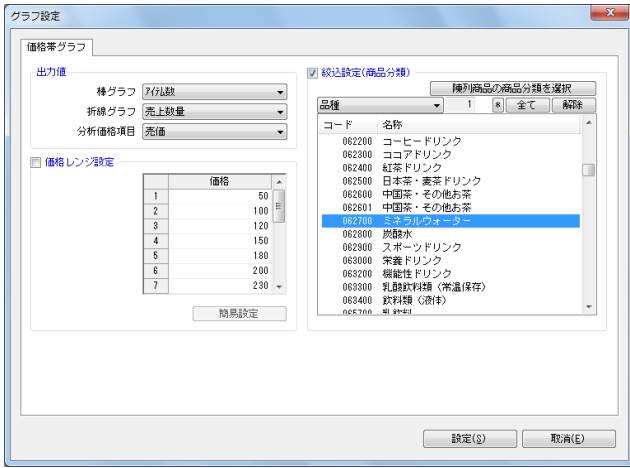 グラフ設定
価格帯グラフ
出力値
棒グラフ アイテム数
折線グラフ 売上数量
分析価格項目 売価
価格レンジ設定
価格
1 50
2 100
3 120
4 150
5 180
6 200
7 230
簡易設定
絞込設定(商品分類)
陳列商品の商品分類を選択
品種 1 * 全て 解除
コード 名称
062200 コーヒードリンク
062300 ココアドリンク
062400 紅茶ドリンク
062500 日本茶・麦茶ドリンク
062600 中国茶・その他お茶
062601 中国茶・その他お茶
062700 ミネラルウォーター
062800 炭酸水
062900 スポーツドリンク
063000 栄養ドリンク
063200 機能性ドリンク
063300 乳酸飲料類（常温保存）
063400 飲料類（液体）
065700 乳飲料
設定(S) 取消(E)